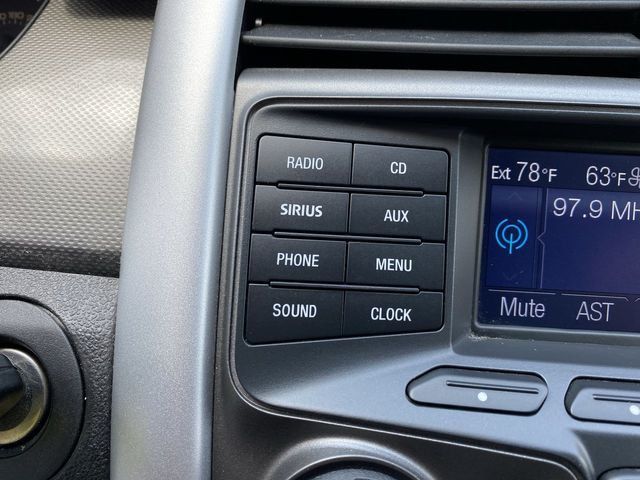 RADIO CD
SIRIUS AUX
PHONE MENU
SOUND CLOCK
Ext 78°F 63°F
97.9
Mute AST